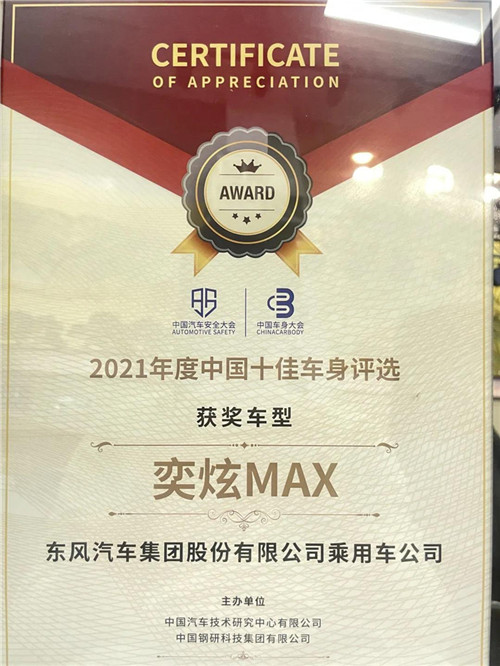 CERTIFICATE
OF APPRECIATION
AWARD
中国汽车安全大会
AUTOMOTIVE SAFETY
中国车身大会
CHINACARBODY
2021年度中国十佳车身评选
获奖车型
奕炫MAX
东风汽车集团股份有限公司乘用车公司
主办单位
中国汽车技术研究中心有限公司
中国钢研科技集团有限公司